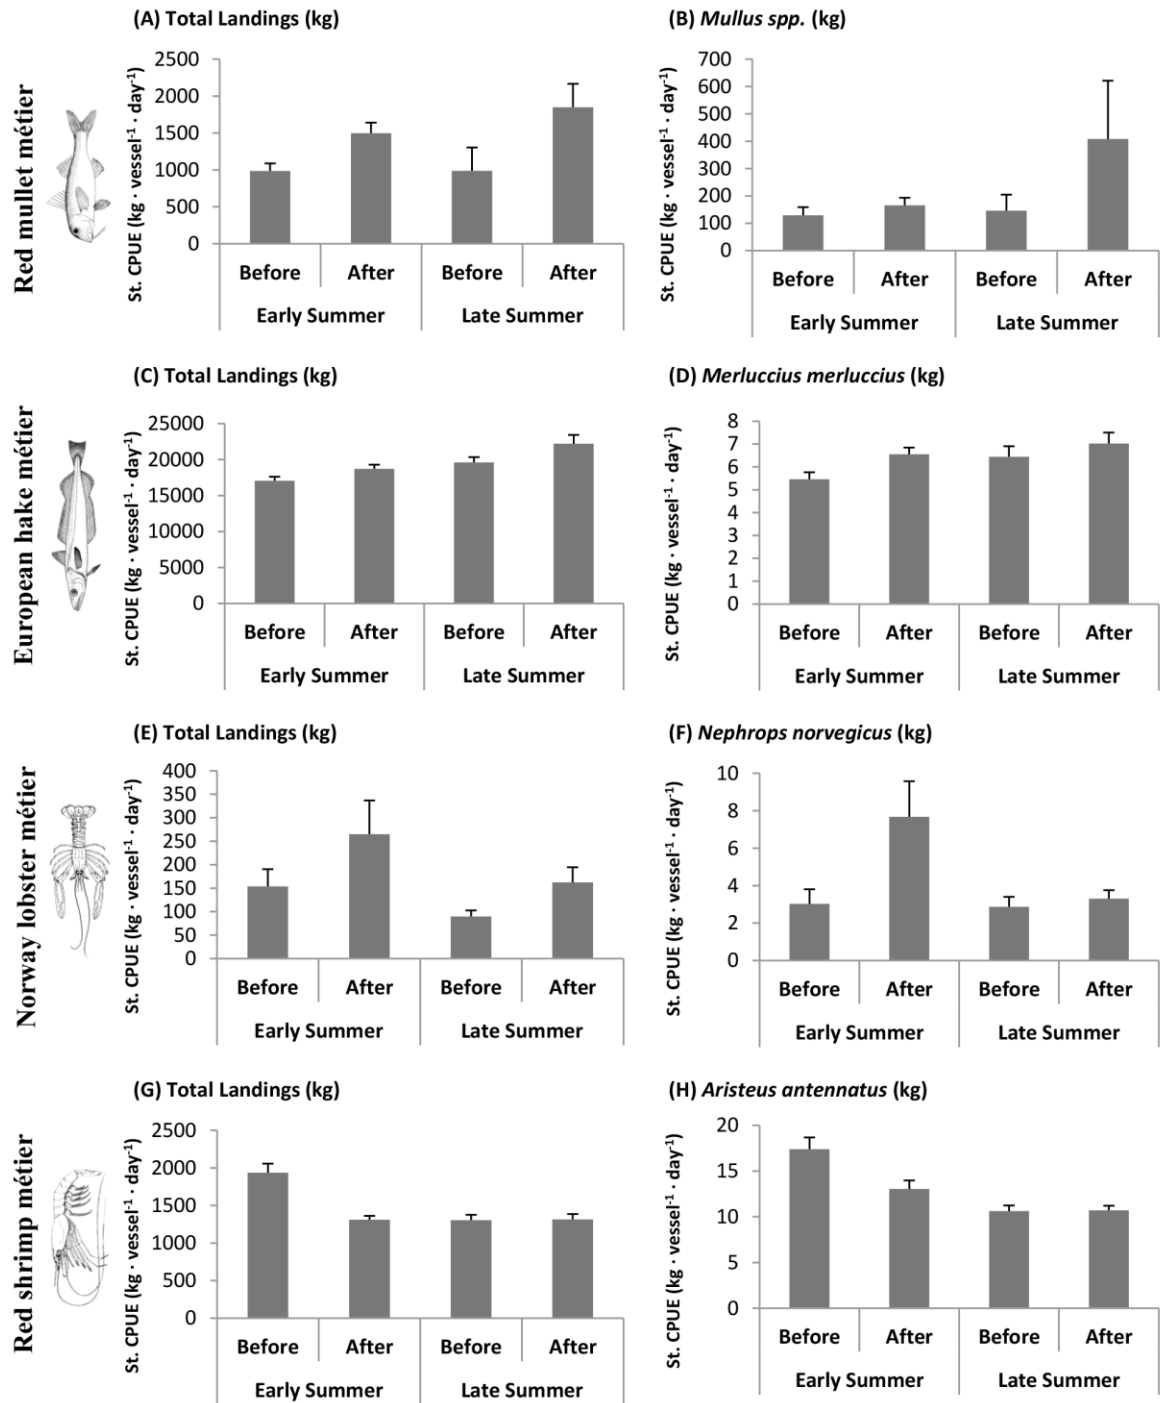 Red mullet métier
(A) Total Landings (kg)
St. CPUE (kg · vessel⁻¹ · day⁻¹)
2500
2000
1500
1000
500
0
Before After Before After
Early Summer Late Summer
(B) Mullus spp. (kg)
St. CPUE (kg · vessel⁻¹ · day⁻¹)
700
600
500
400
300
200
100
0
Before After Before After
Early Summer Late Summer
European hake métier
(C) Total Landings (kg)
St. CPUE (kg · vessel⁻¹ · day⁻¹)
25000
20000
15000
10000
5000
0
Before After Before After
Early Summer Late Summer
(D) Merluccius merluccius (kg)
St. CPUE (kg · vessel⁻¹ · day⁻¹)
8
7
6
5
4
3
2
1
0
Before After Before After
Early Summer Late Summer
Norway lobster métier
(E) Total Landings (kg)
St. CPUE (kg · vessel⁻¹ · day⁻¹)
400
350
300
250
200
150
100
50
0
Before After Before After
Early Summer Late Summer
(F) Nephrops norvegicus (kg)
St. CPUE (kg · vessel⁻¹ · day⁻¹)
10
8
6
4
2
0
Before After Before After
Early Summer Late Summer
Red shrimp métier
(G) Total Landings (kg)
St. CPUE (kg · vessel⁻¹ · day⁻¹)
2500
2000
1500
1000
500
0
Before After Before After
Early Summer Late Summer
(H) Aristeus antennatus (kg)
St. CPUE (kg · vessel⁻¹ · day⁻¹)
20
15
10
5
0
Before After Before After
Early Summer Late Summer